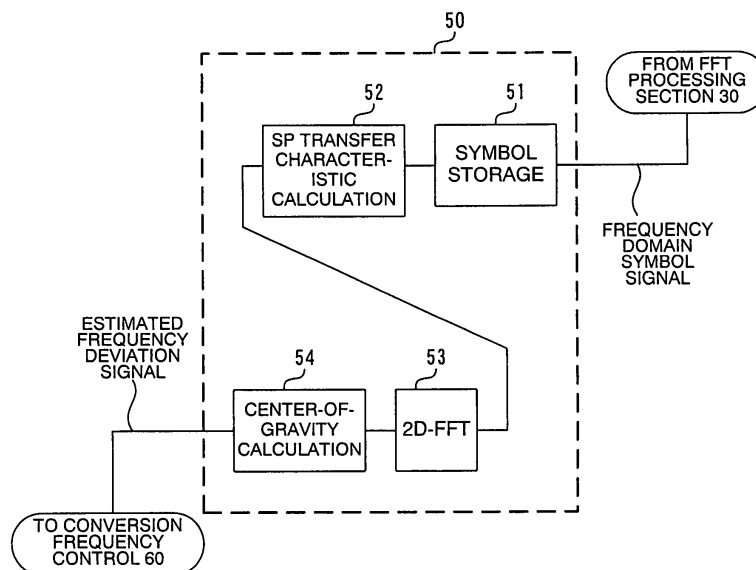 50
FROM FFT
PROCESSING
SECTION 30
52
51
SP TRANSFER
CHARACTER-
ISTIC
CALCULATION
SYMBOL
STORAGE
FREQUENCY
DOMAIN
SYMBOL
SIGNAL
ESTIMATED
FREQUENCY
DEVIATION
SIGNAL
54
53
CENTER-OF-
GRAVITY
CALCULATION
2D-FFT
TO CONVERSION
FREQUENCY
CONTROL 60